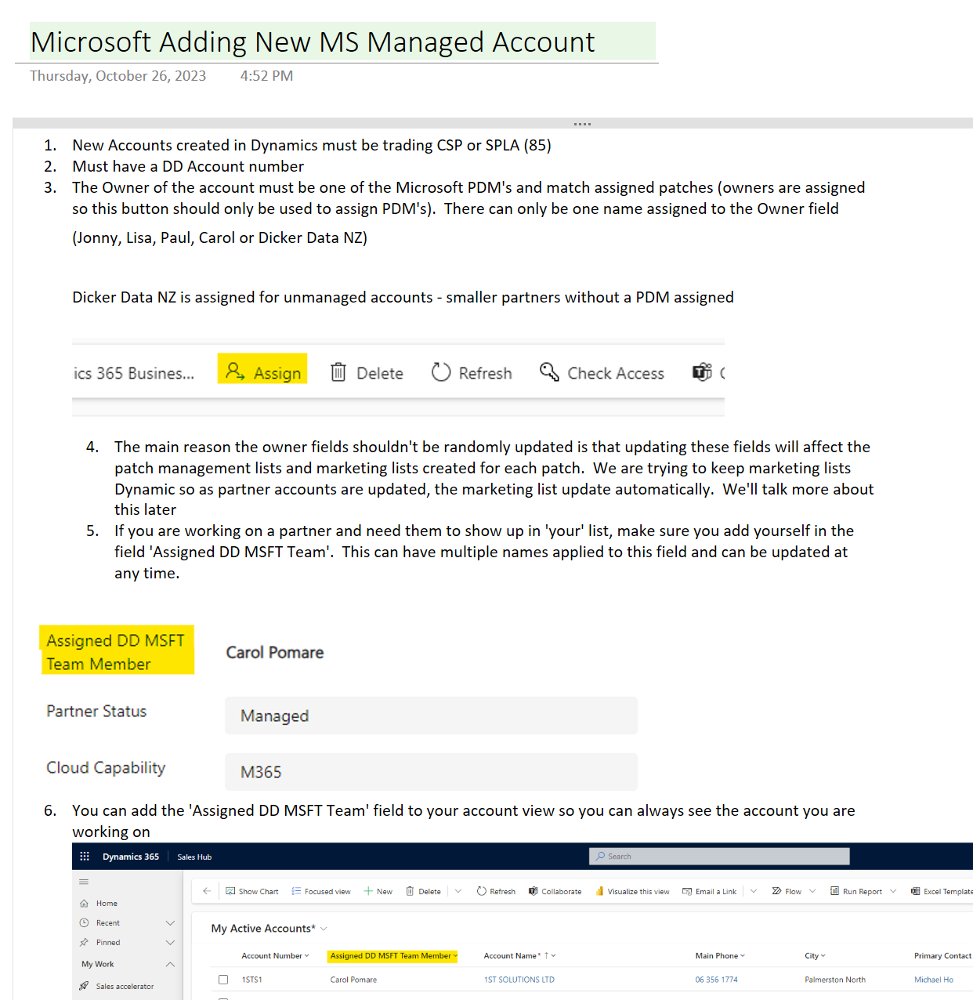 Microsoft Adding New MS Managed Account
Thursday, October 26, 2023 4:52 PM
1. New Accounts created in Dynamics must be trading CSP or SPLA (85)
2. Must have a DD Account number
3. The Owner of the account must be one of the Microsoft PDM's and match assigned patches (owners are assigned
so this button should only be used to assign PDM's). There can only be one name assigned to the Owner field
(Jonny, Lisa, Paul, Carol or Dicker Data NZ)
Dicker Data NZ is assigned for unmanaged accounts - smaller partners without a PDM assigned
ics 365 Busines... Assign Delete Refresh Check Access
4. The main reason the owner fields shouldn't be randomly updated is that updating these fields will affect the
patch management lists and marketing lists created for each patch. We are trying to keep marketing lists
Dynamic so as partner accounts are updated, the marketing list update automatically. We'll talk more about
this later
5. If you are working on a partner and need them to show up in 'your' list, make sure you add yourself in the
field 'Assigned DD MSFT Team'. This can have multiple names applied to this field and can be updated at
any time.
Assigned DD MSFT
Team Member
Carol Pomare
Partner Status Managed
Cloud Capability M365
6. You can add the 'Assigned DD MSFT Team' field to your account view so you can always see the account you are
working on
Dynamics 365 Sales Hub Search
Show Chart Focused view New Delete Refresh Collaborate Visualize this view Email a Link Flow Run Report Excel Template
Home
Recent
Pinned
My Work
Sales accelerator
My Active Accounts*
Account Number Assigned DD MSFT Team Member Account Name* Main Phone City Primary Contact
1STS1 Carol Pomare 1ST SOLUTIONS LTD 06 356 1774 Palmerston North Michael Ho